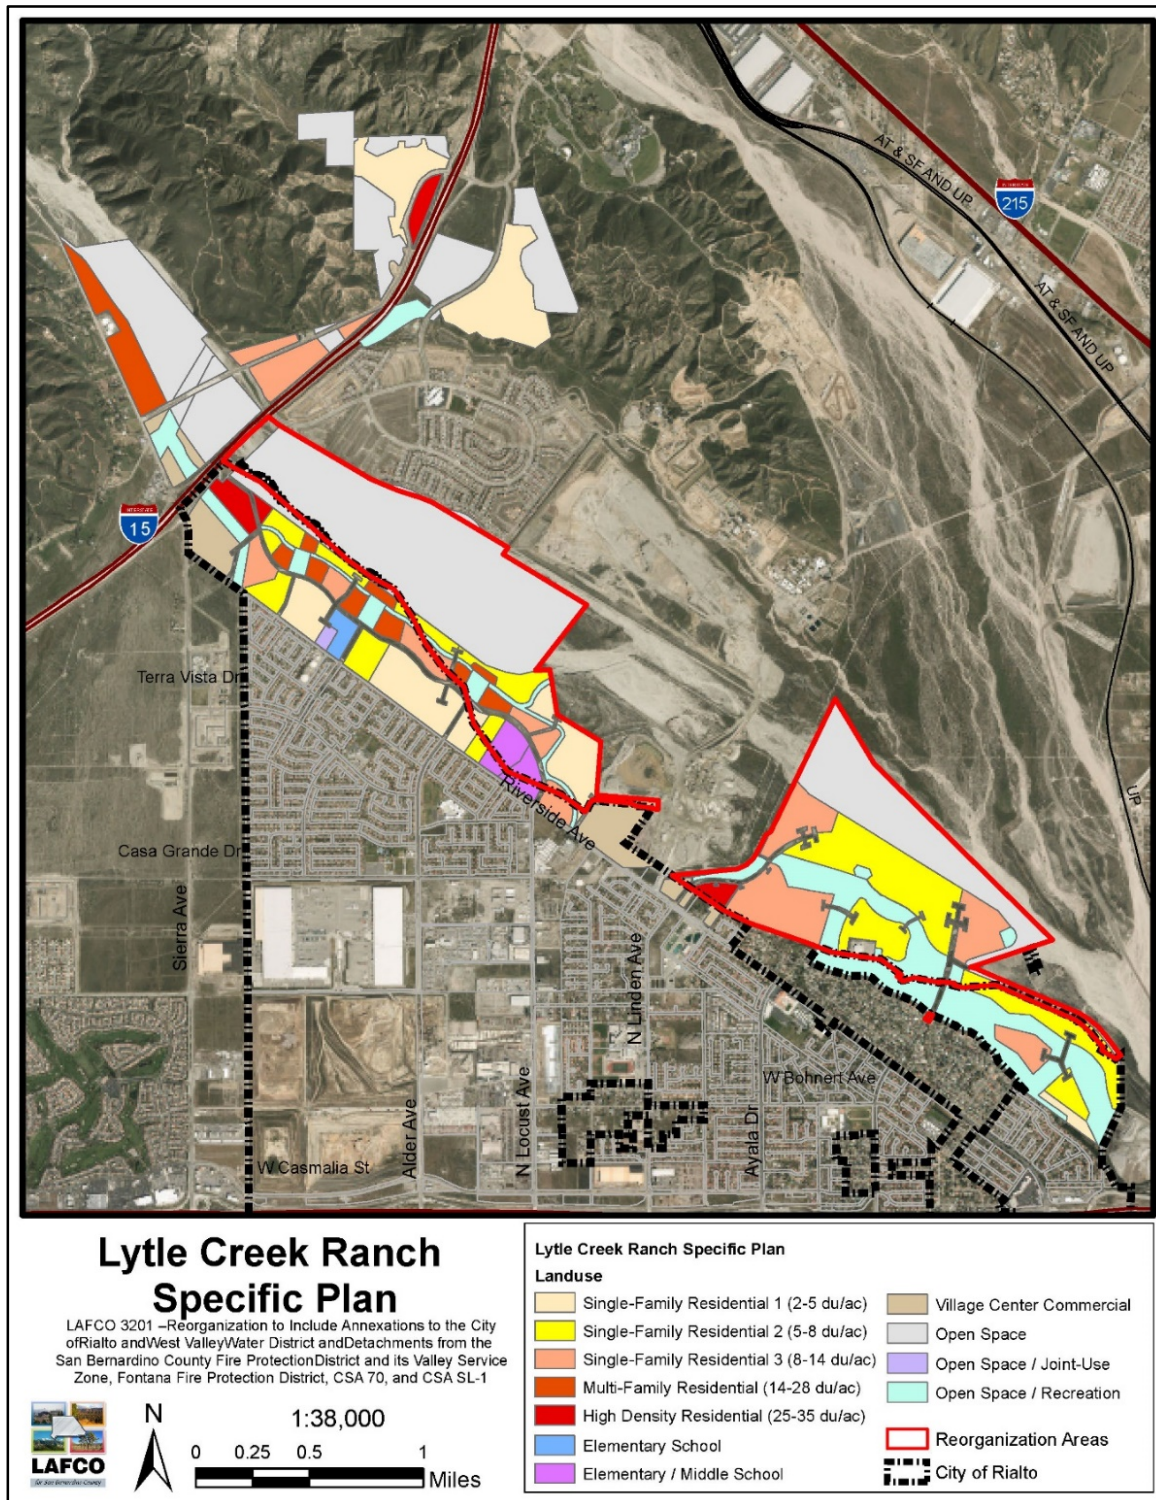 AT & SF AND UP
INTERSTATE
215
AT & SF AND UP
INTERSTATE
15
UP
Terra Vista Dr
Riverside Ave
Casa Grande Dr
Sierra Ave
N Linden Ave
W Bohnert Ave
Alder Ave
N Locust Ave
Ayala Dr
W Casmalia St
Lytle Creek Ranch
Specific Plan
LAFCO 3201 –Reorganization to Include Annexations to the City
ofRialto andWest ValleyWater District andDetachments from the
San Bernardino County Fire ProtectionDistrict and its Valley Service
Zone, Fontana Fire Protection District, CSA 70, and CSA SL-1
LAFCO
for San Bernardino County
N
1:38,000
0 0.25 0.5 1
Miles
Lytle Creek Ranch Specific Plan
Landuse
Single-Family Residential 1 (2-5 du/ac)
Single-Family Residential 2 (5-8 du/ac)
Single-Family Residential 3 (8-14 du/ac)
Multi-Family Residential (14-28 du/ac)
High Density Residential (25-35 du/ac)
Elementary School
Elementary / Middle School
Village Center Commercial
Open Space
Open Space / Joint-Use
Open Space / Recreation
Reorganization Areas
City of Rialto